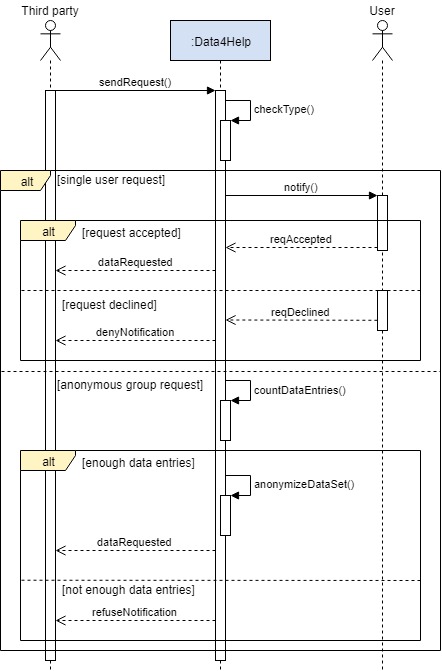 Third party
:Data4Help
User
sendRequest()
checkType()
alt
[single user request]
notify()
alt
[request accepted]
reqAccepted
dataRequested
[request declined]
reqDeclined
denyNotification
[anonymous group request]
countDataEntries()
alt
[enough data entries]
anonymizeDataSet()
dataRequested
[not enough data entries]
refuseNotification